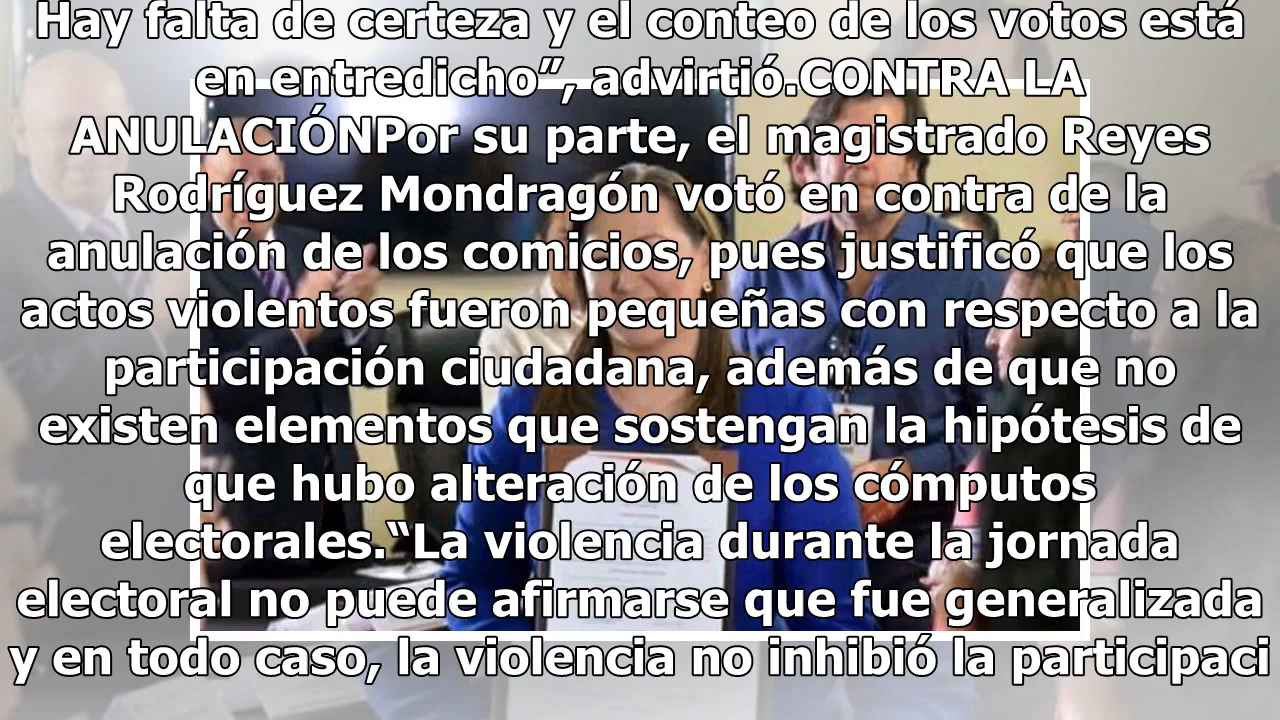 Hay falta de certeza y el conteo de los votos está
en entredicho”, advirtió.CONTRA LA
ANULACIÓNPor su parte, el magistrado Reyes
Rodríguez Mondragón votó en contra de la
anulación de los comicios, pues justificó que los
actos violentos fueron pequeñas con respecto a la
participación ciudadana, además de que no
existen elementos que sostengan la hipótesis de
que hubo alteración de los cómputos
electorales.“La violencia durante la jornada
electoral no puede afirmarse que fue generalizada
y en todo caso, la violencia no inhibió la participaci